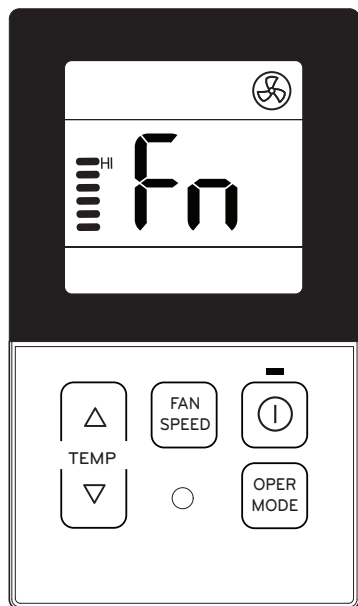 HI
Fn
FAN
SPEED
TEMP
OPER
MODE